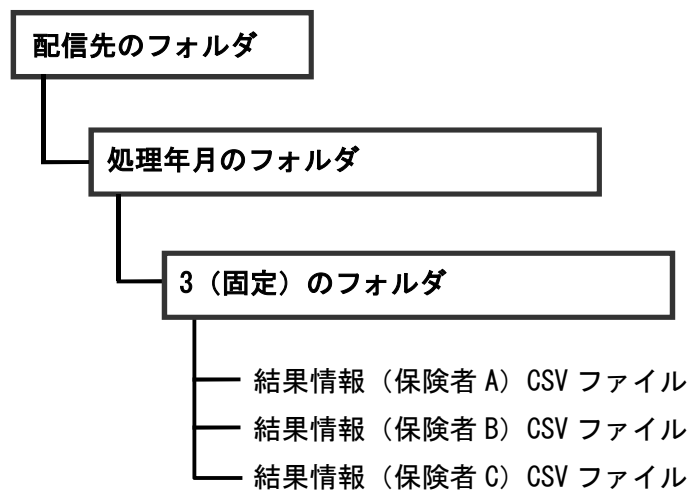 配信先のフォルダ
処理年月のフォルダ
3（固定）のフォルダ
結果情報（保険者 A）CSV ファイル
結果情報（保険者 B）CSV ファイル
結果情報（保険者 C）CSV ファイル